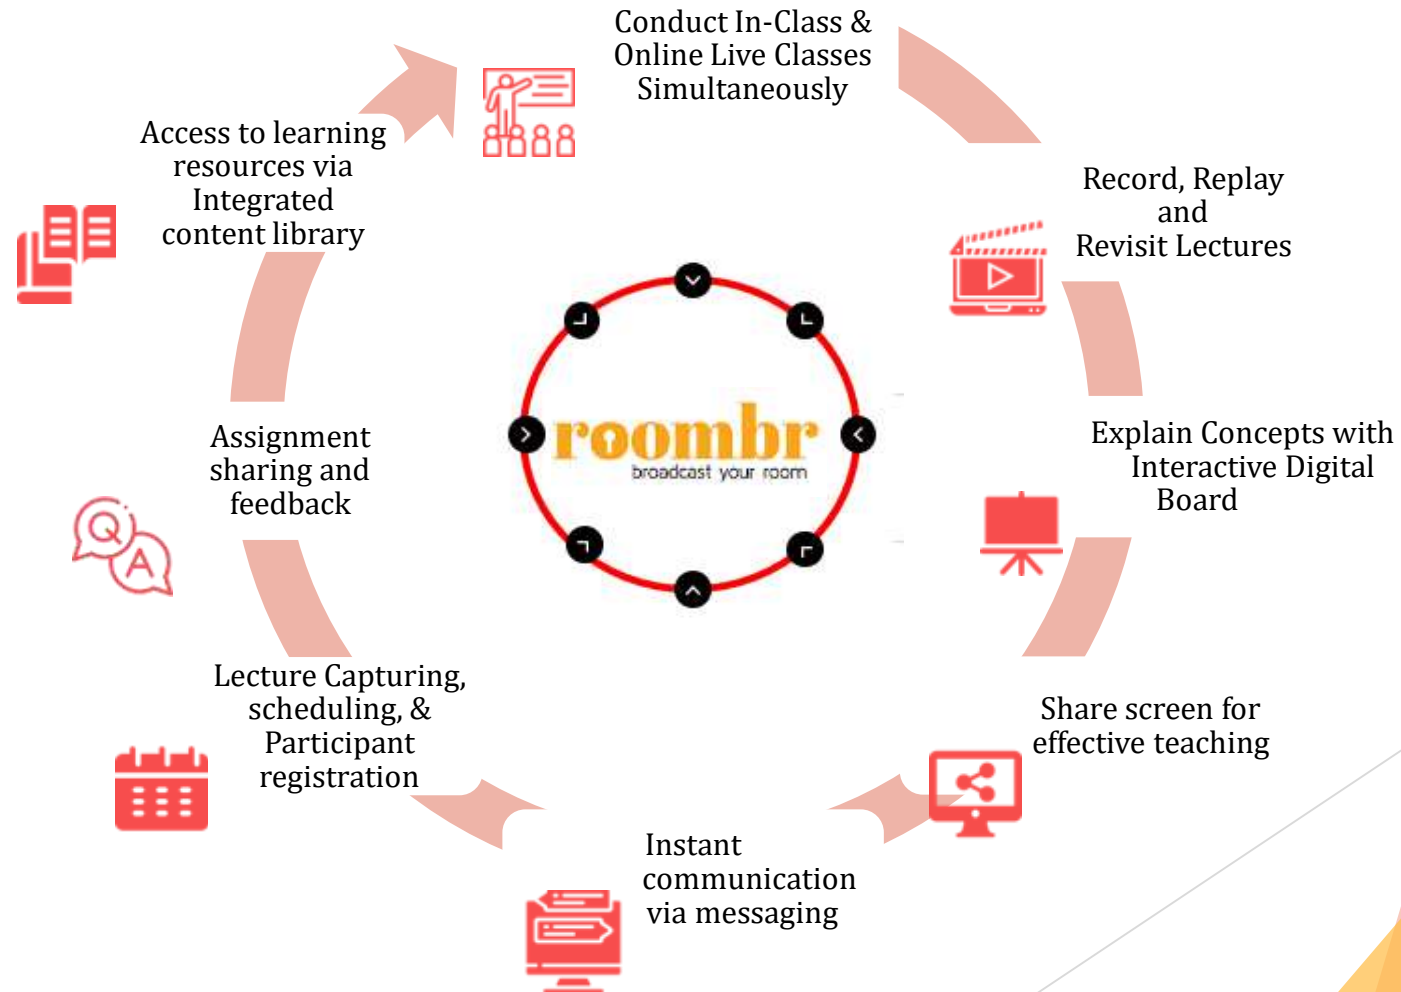 Conduct In-Class &
Online Live Classes
Simultaneously
Record, Replay
and
Revisit Lectures
Explain Concepts with
Interactive Digital
Board
Share screen for
effective teaching
Instant
communication
via messaging
Lecture Capturing,
scheduling, &
Participant
registration
Assignment
sharing and
feedback
Q
A
Access to learning
resources via
Integrated
content library
roombr
broadcast your room